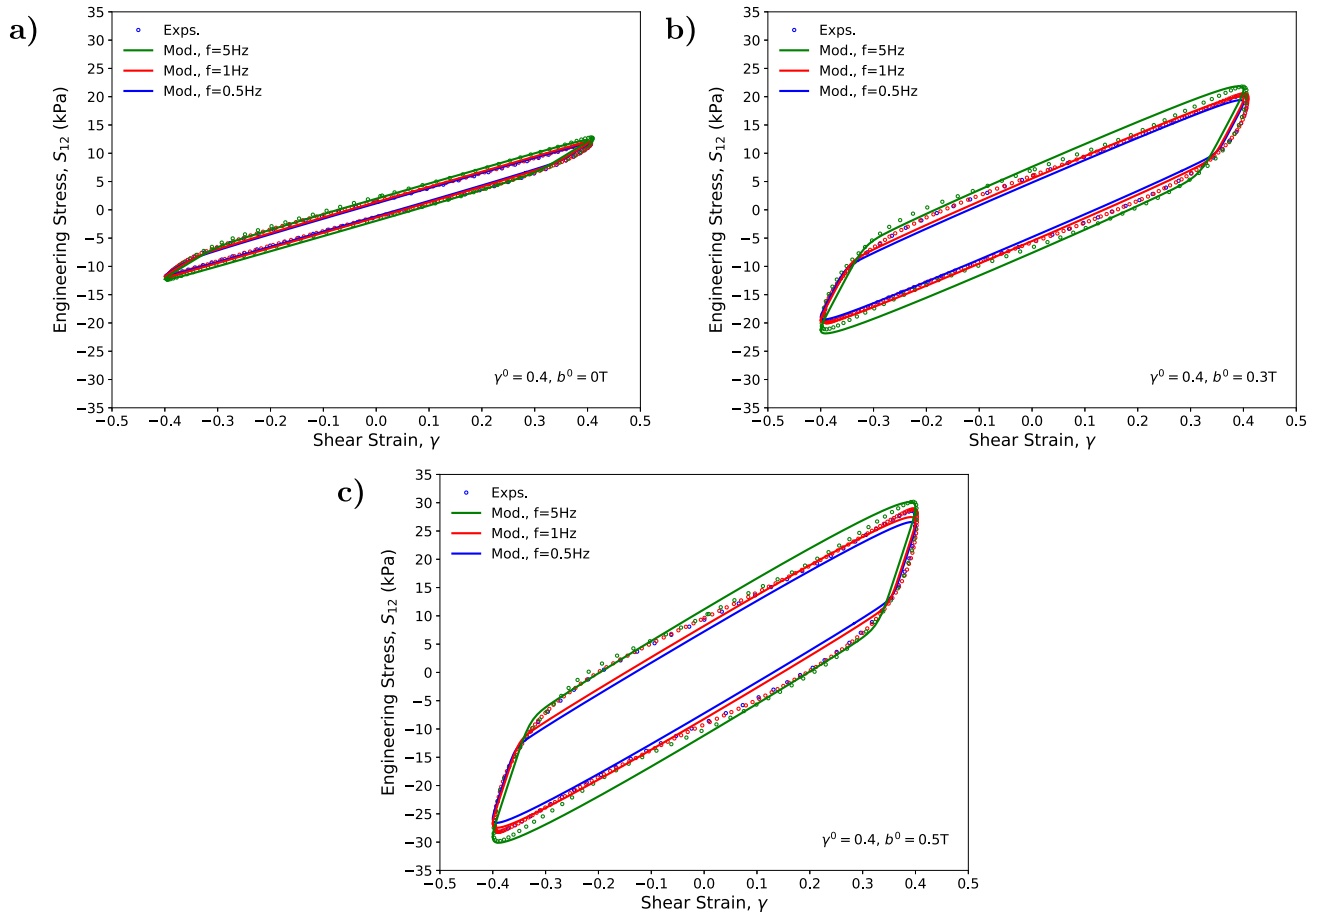 a)
35
30
25
20
15
10
5
0
−5
−10
−15
−20
−25
−30
−35
Engineering Stress, S12 (kPa)
Exps.
Mod., f=5Hz
Mod., f=1Hz
Mod., f=0.5Hz
γ⁰ = 0.4, b⁰ = 0T
−0.5 −0.4 −0.3 −0.2 −0.1 0.0 0.1 0.2 0.3 0.4 0.5
Shear Strain, γ
b)
35
30
25
20
15
10
5
0
−5
−10
−15
−20
−25
−30
−35
Engineering Stress, S12 (kPa)
Exps.
Mod., f=5Hz
Mod., f=1Hz
Mod., f=0.5Hz
γ⁰ = 0.4, b⁰ = 0.3T
−0.5 −0.4 −0.3 −0.2 −0.1 0.0 0.1 0.2 0.3 0.4 0.5
Shear Strain, γ
c)
35
30
25
20
15
10
5
0
−5
−10
−15
−20
−25
−30
−35
Engineering Stress, S12 (kPa)
Exps.
Mod., f=5Hz
Mod., f=1Hz
Mod., f=0.5Hz
γ⁰ = 0.4, b⁰ = 0.5T
−0.5 −0.4 −0.3 −0.2 −0.1 0.0 0.1 0.2 0.3 0.4 0.5
Shear Strain, γ